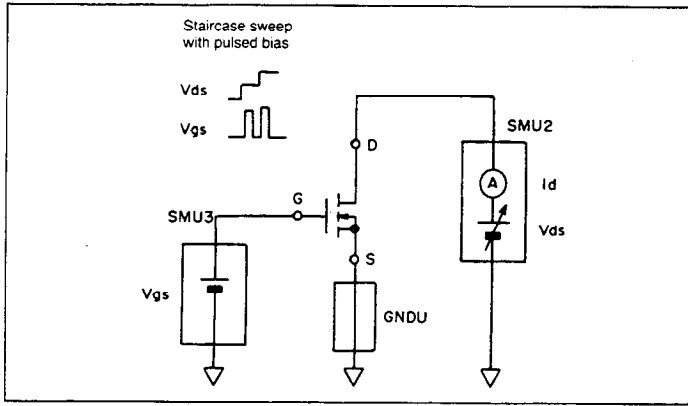 Staircase sweep
with pulsed bias
Vds
Vgs
SMU2
D
A
Id
G
SMU3
Vds
S
Vgs
GNDU